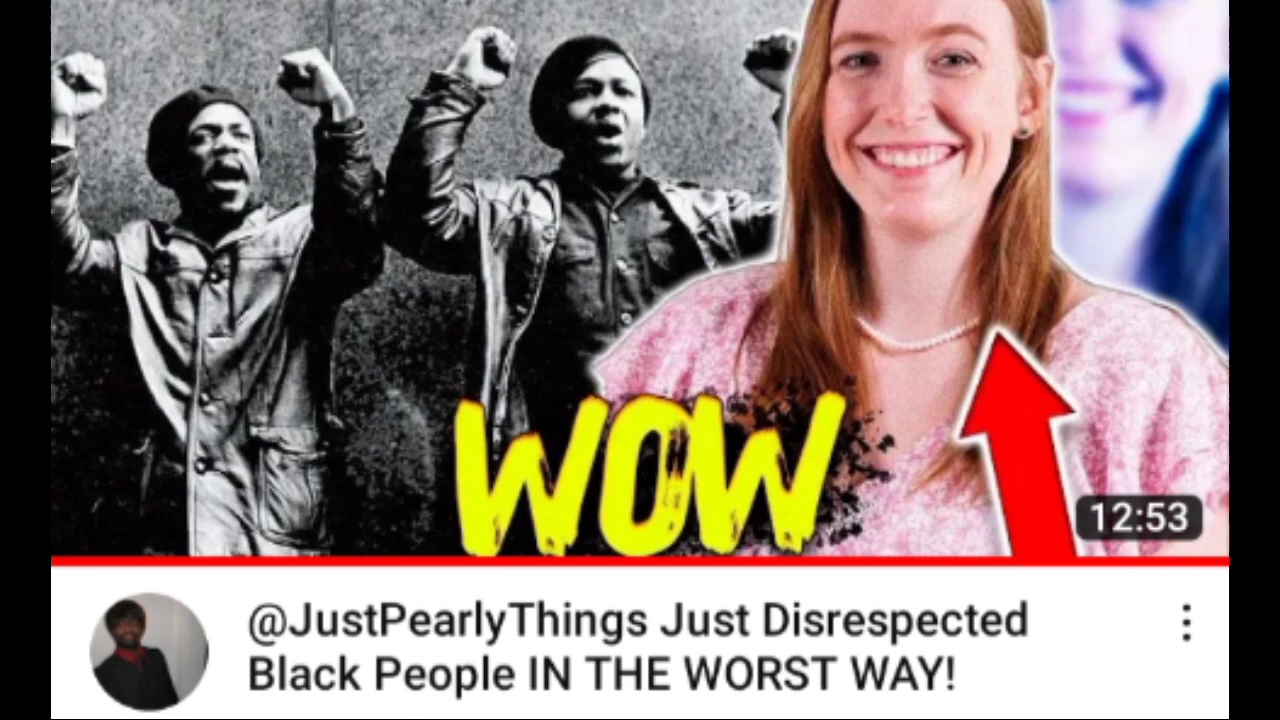 WOW
12:53
@JustPearlyThings Just Disrespected
Black People IN THE WORST WAY!